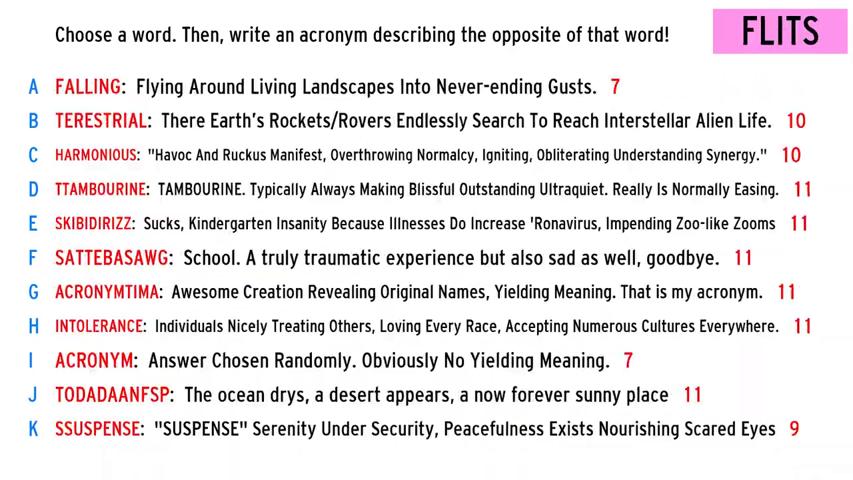 Choose a word. Then, write an acronym describing the opposite of that word!
FLITS
A FALLING: Flying Around Living Landscapes Into Never-ending Gusts. 7
B TERESTRIAL: There Earth's Rockets/Rovers Endlessly Search To Reach Interstellar Alien Life. 10
C HARMONIOUS: "Havoc And Ruckus Manifest, Overthrowing Normalcy, Igniting, Obliterating Understanding Synergy." 10
D TTAMBOURINE: TAMBOURINE. Typically Always Making Blissful Outstanding Ultraquiet. Really Is Normally Easing. 11
E SKIBIDIRIZZ: Sucks, Kindergarten Insanity Because Illnesses Do Increase 'Ronavirus, Impending Zoo-like Zooms 11
F SATTEBASAWG: School. A truly traumatic experience but also sad as well, goodbye. 11
G ACRONYMTIMA: Awesome Creation Revealing Original Names, Yielding Meaning. That is my acronym. 11
H INTOLERANCE: Individuals Nicely Treating Others, Loving Every Race, Accepting Numerous Cultures Everywhere. 11
I ACRONYM: Answer Chosen Randomly. Obviously No Yielding Meaning. 7
J TODADAANFSP: The ocean drys, a desert appears, a now forever sunny place 11
K SSUSPENSE: "SUSPENSE" Serenity Under Security, Peacefulness Exists Nourishing Scared Eyes 9